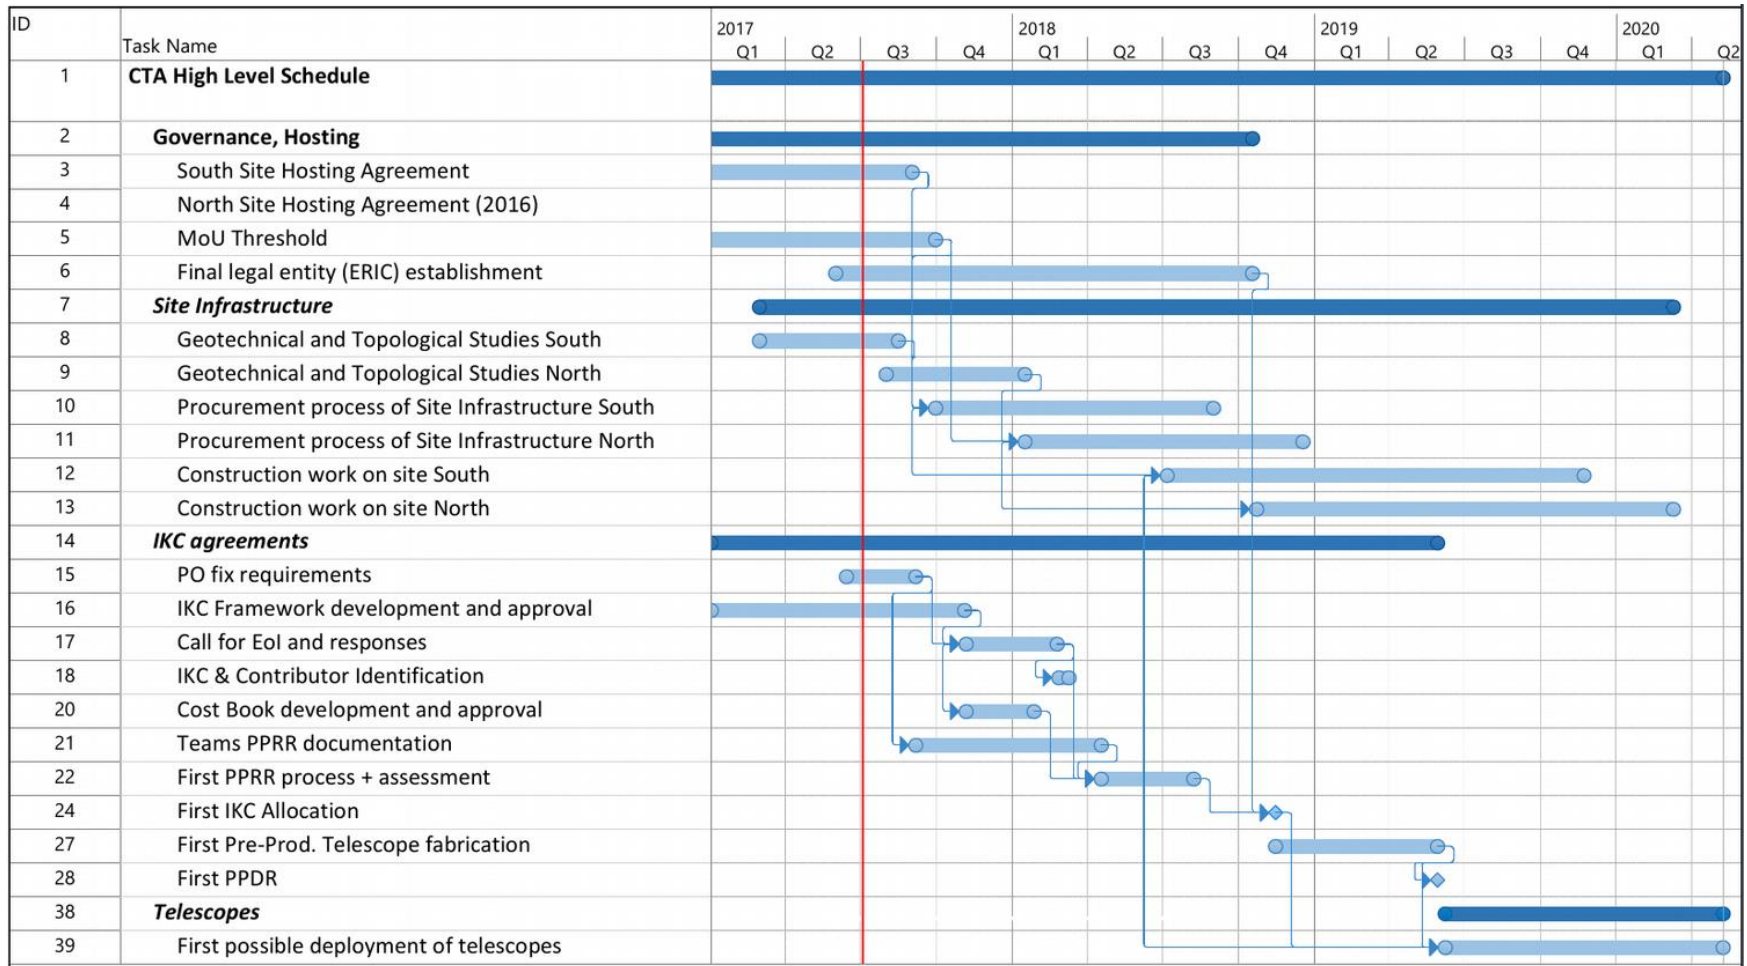 ID
Task Name
2017 2018 2019 2020
Q1 Q2 Q3 Q4 Q1 Q2 Q3 Q4 Q1 Q2 Q3 Q4 Q1 Q2
1 CTA High Level Schedule
2 Governance, Hosting
3 South Site Hosting Agreement
4 North Site Hosting Agreement (2016)
5 MoU Threshold
6 Final legal entity (ERIC) establishment
7 Site Infrastructure
8 Geotechnical and Topological Studies South
9 Geotechnical and Topological Studies North
10 Procurement process of Site Infrastructure South
11 Procurement process of Site Infrastructure North
12 Construction work on site South
13 Construction work on site North
14 IKC agreements
15 PO fix requirements
16 IKC Framework development and approval
17 Call for EoI and responses
18 IKC & Contributor Identification
20 Cost Book development and approval
21 Teams PPRR documentation
22 First PPRR process + assessment
24 First IKC Allocation
27 First Pre-Prod. Telescope fabrication
28 First PPDR
38 Telescopes
39 First possible deployment of telescopes